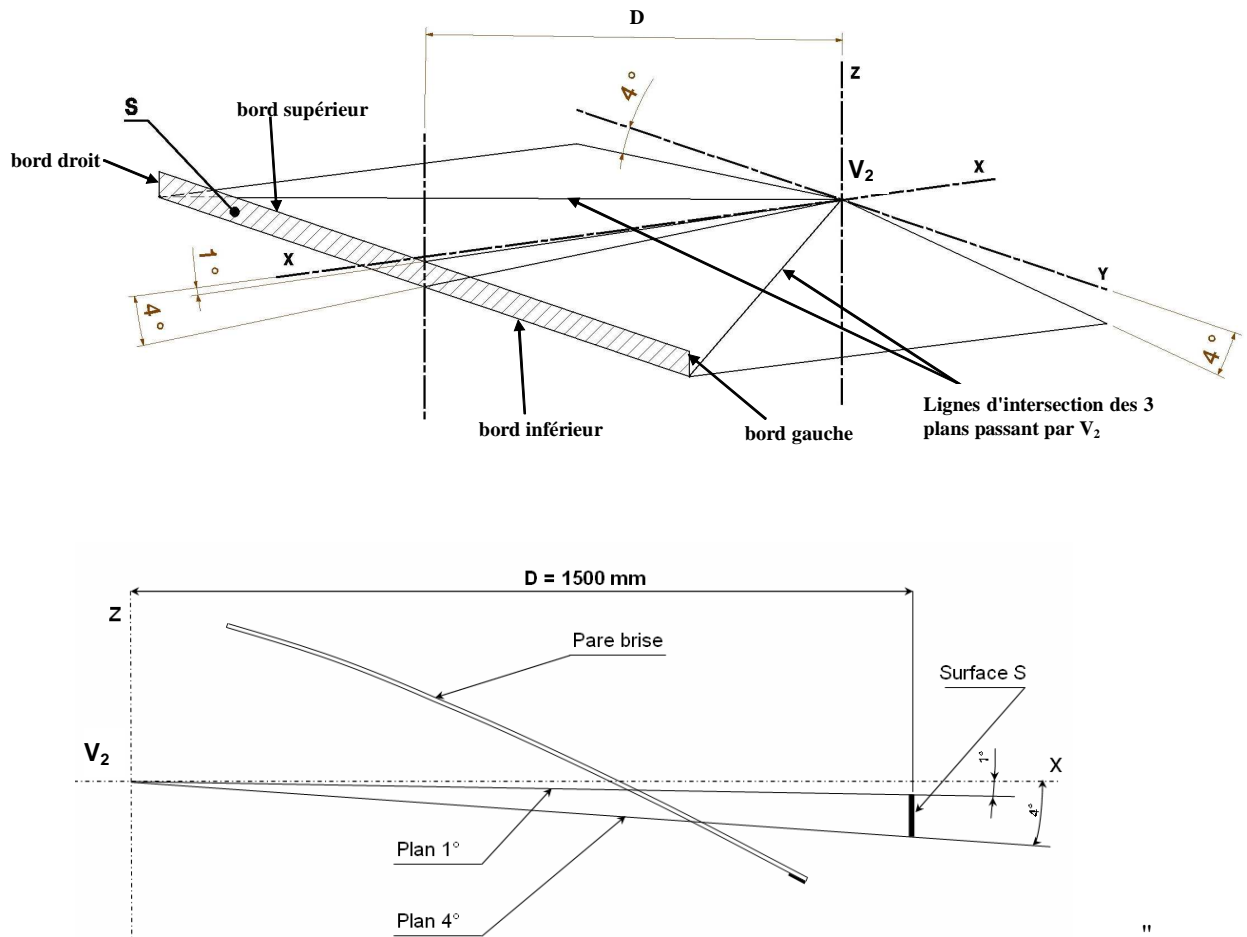 D
Z
4°
S
bord supérieur
bord droit
V₂
X
X
1°
4°
Y
4°
Lignes d'intersection des 3
plans passant par V₂
bord inférieur
bord gauche
D = 1500 mm
Z
Pare brise
Surface S
V₂
1°
X
4°
Plan 1°
Plan 4°
"